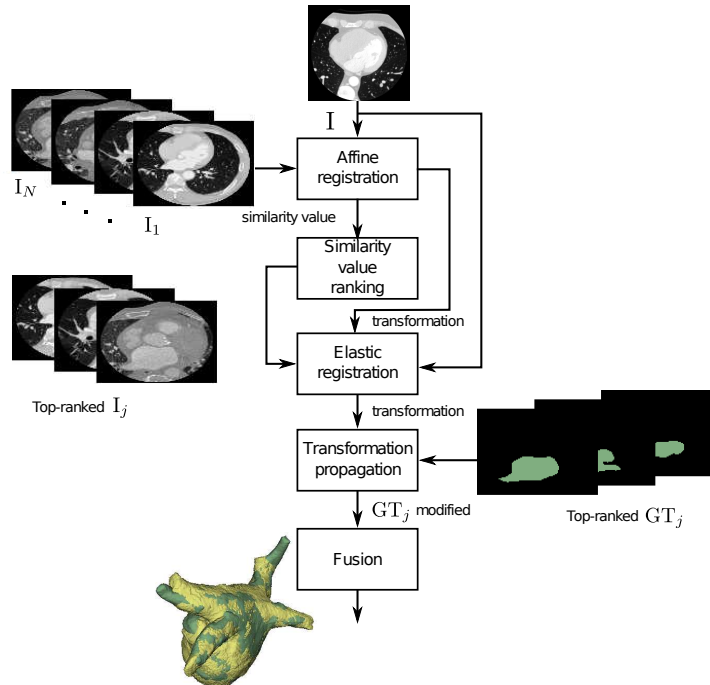 I
Affine
registration
I_N
. . .
I_1
similarity value
Similarity
value
ranking
transformation
Elastic
registration
Top-ranked I_j
transformation
Transformation
propagation
GT_j modified
Top-ranked GT_j
Fusion